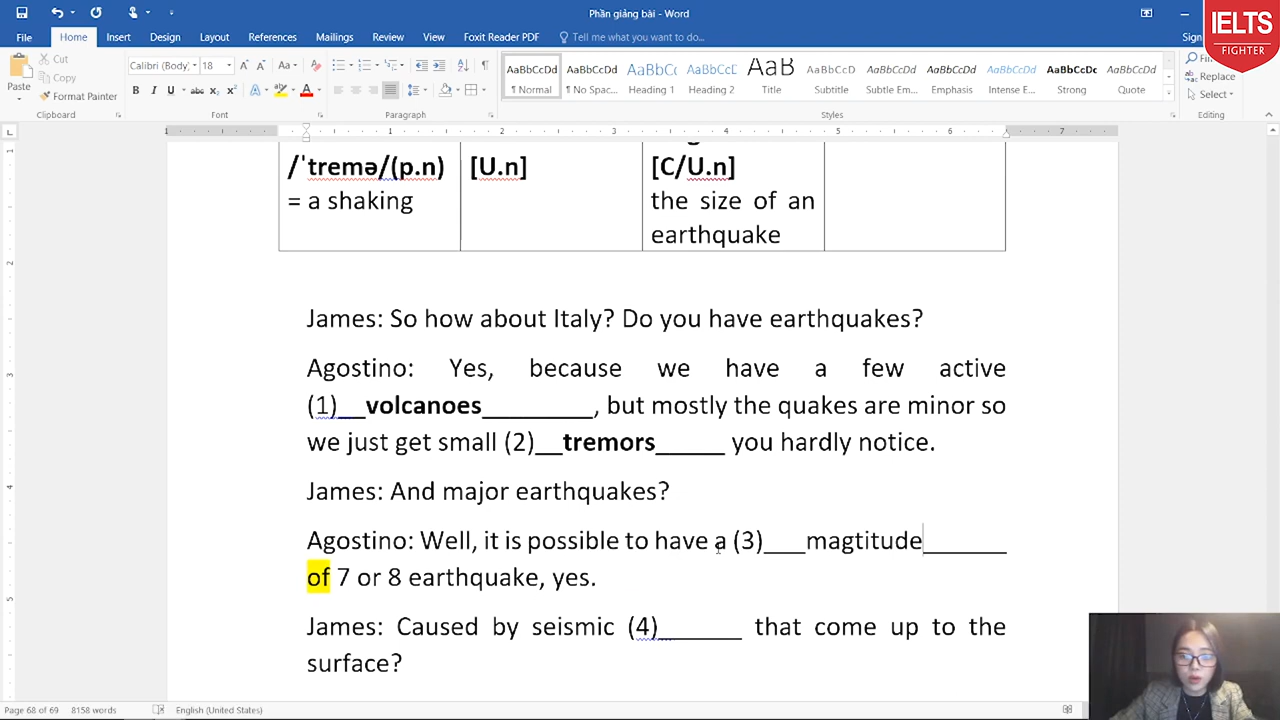 Phần giảng bài - Word
IELTS
FIGHTER
File Home Insert Design Layout References Mailings Review View Foxit Reader PDF Tell me what you want to do... Sign
Paste
Cut
Copy
Format Painter
Clipboard
Calibri (Body) 18
Font
Paragraph
AaBbCcDd AaBbCcDd AaBbC( AaBbCcE AaB AaBbCcD AaBbCcDd AaBbCcDd AaBbCcDd AaBbCcDc AaBbCcDd
¶ Normal ¶ No Spac... Heading 1 Heading 2 Title Subtitle Subtle Em... Emphasis Intense E... Strong Quote
Styles
Replace
Select
Editing
/ˈtremə/(p.n) [U.n] [C/U.n]
= a shaking the size of an
earthquake
James: So how about Italy? Do you have earthquakes?
Agostino: Yes, because we have a few active
(1)__volcanoes________, but mostly the quakes are minor so
we just get small (2)__tremors_____ you hardly notice.
James: And major earthquakes?
Agostino: Well, it is possible to have a (3)___magtitude______
of 7 or 8 earthquake, yes.
James: Caused by seismic (4)______ that come up to the
surface?
Page 68 of 69 8158 words English (United States)